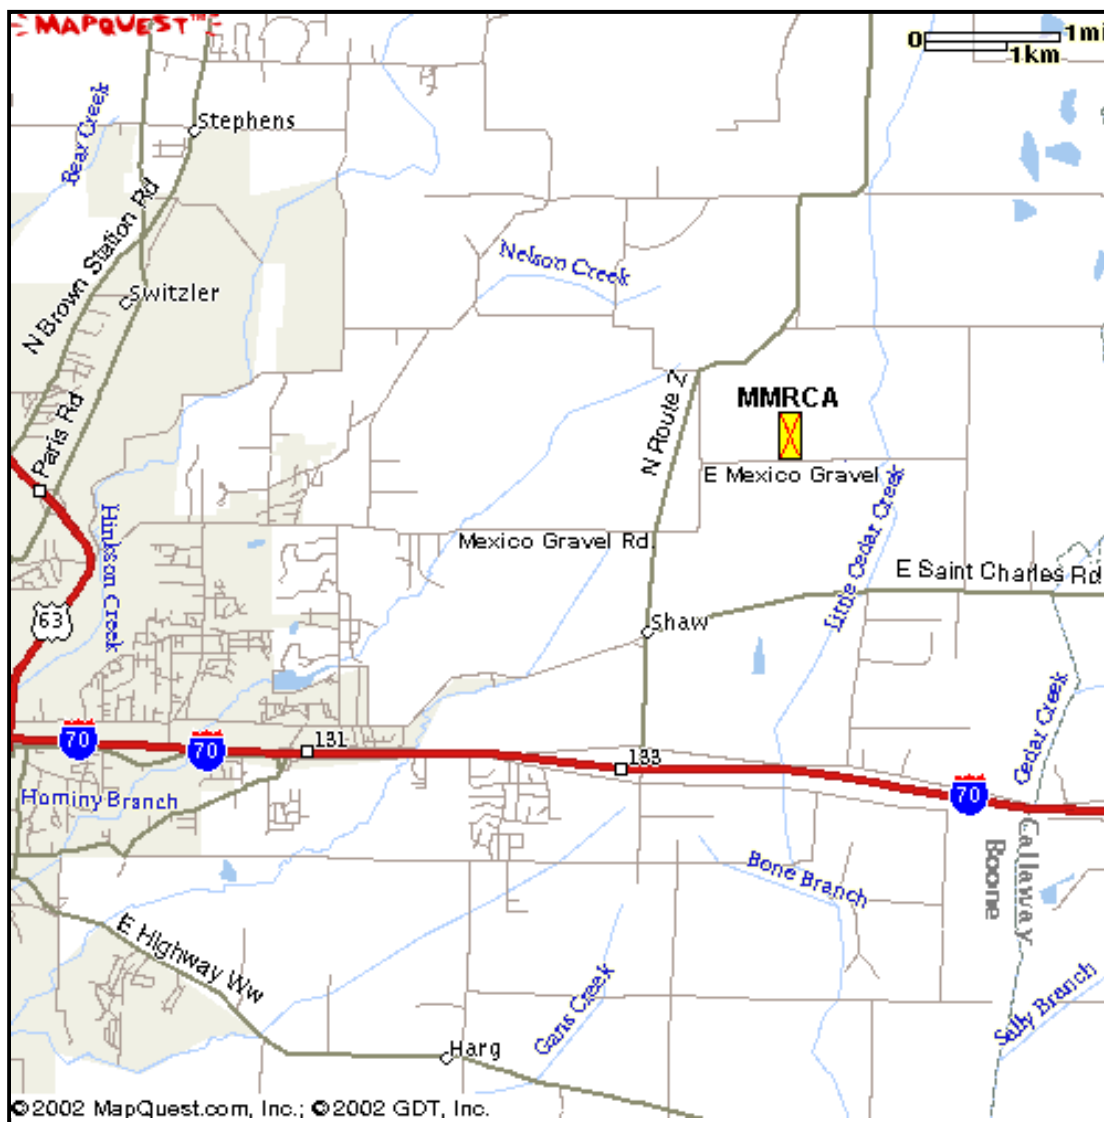 MAPQUEST™
0 1mi
1km
Bear Creek
Stephens
N Brown Station Rd
Switzler
Nelson Creek
Paris Rd
N Route Z
MMRCA
E Mexico Gravel
Hinkson Creek
Mexico Gravel Rd
Little Cedar Creek
E Saint Charles Rd
63
Shaw
Cedar Creek
70
70
131
133
70
Hominy Branch
Bone Branch
Boone
Callaway
E Highway Ww
Gans Creek
Sally Branch
Harg
©2002 MapQuest.com, Inc.; ©2002 GDT, Inc.